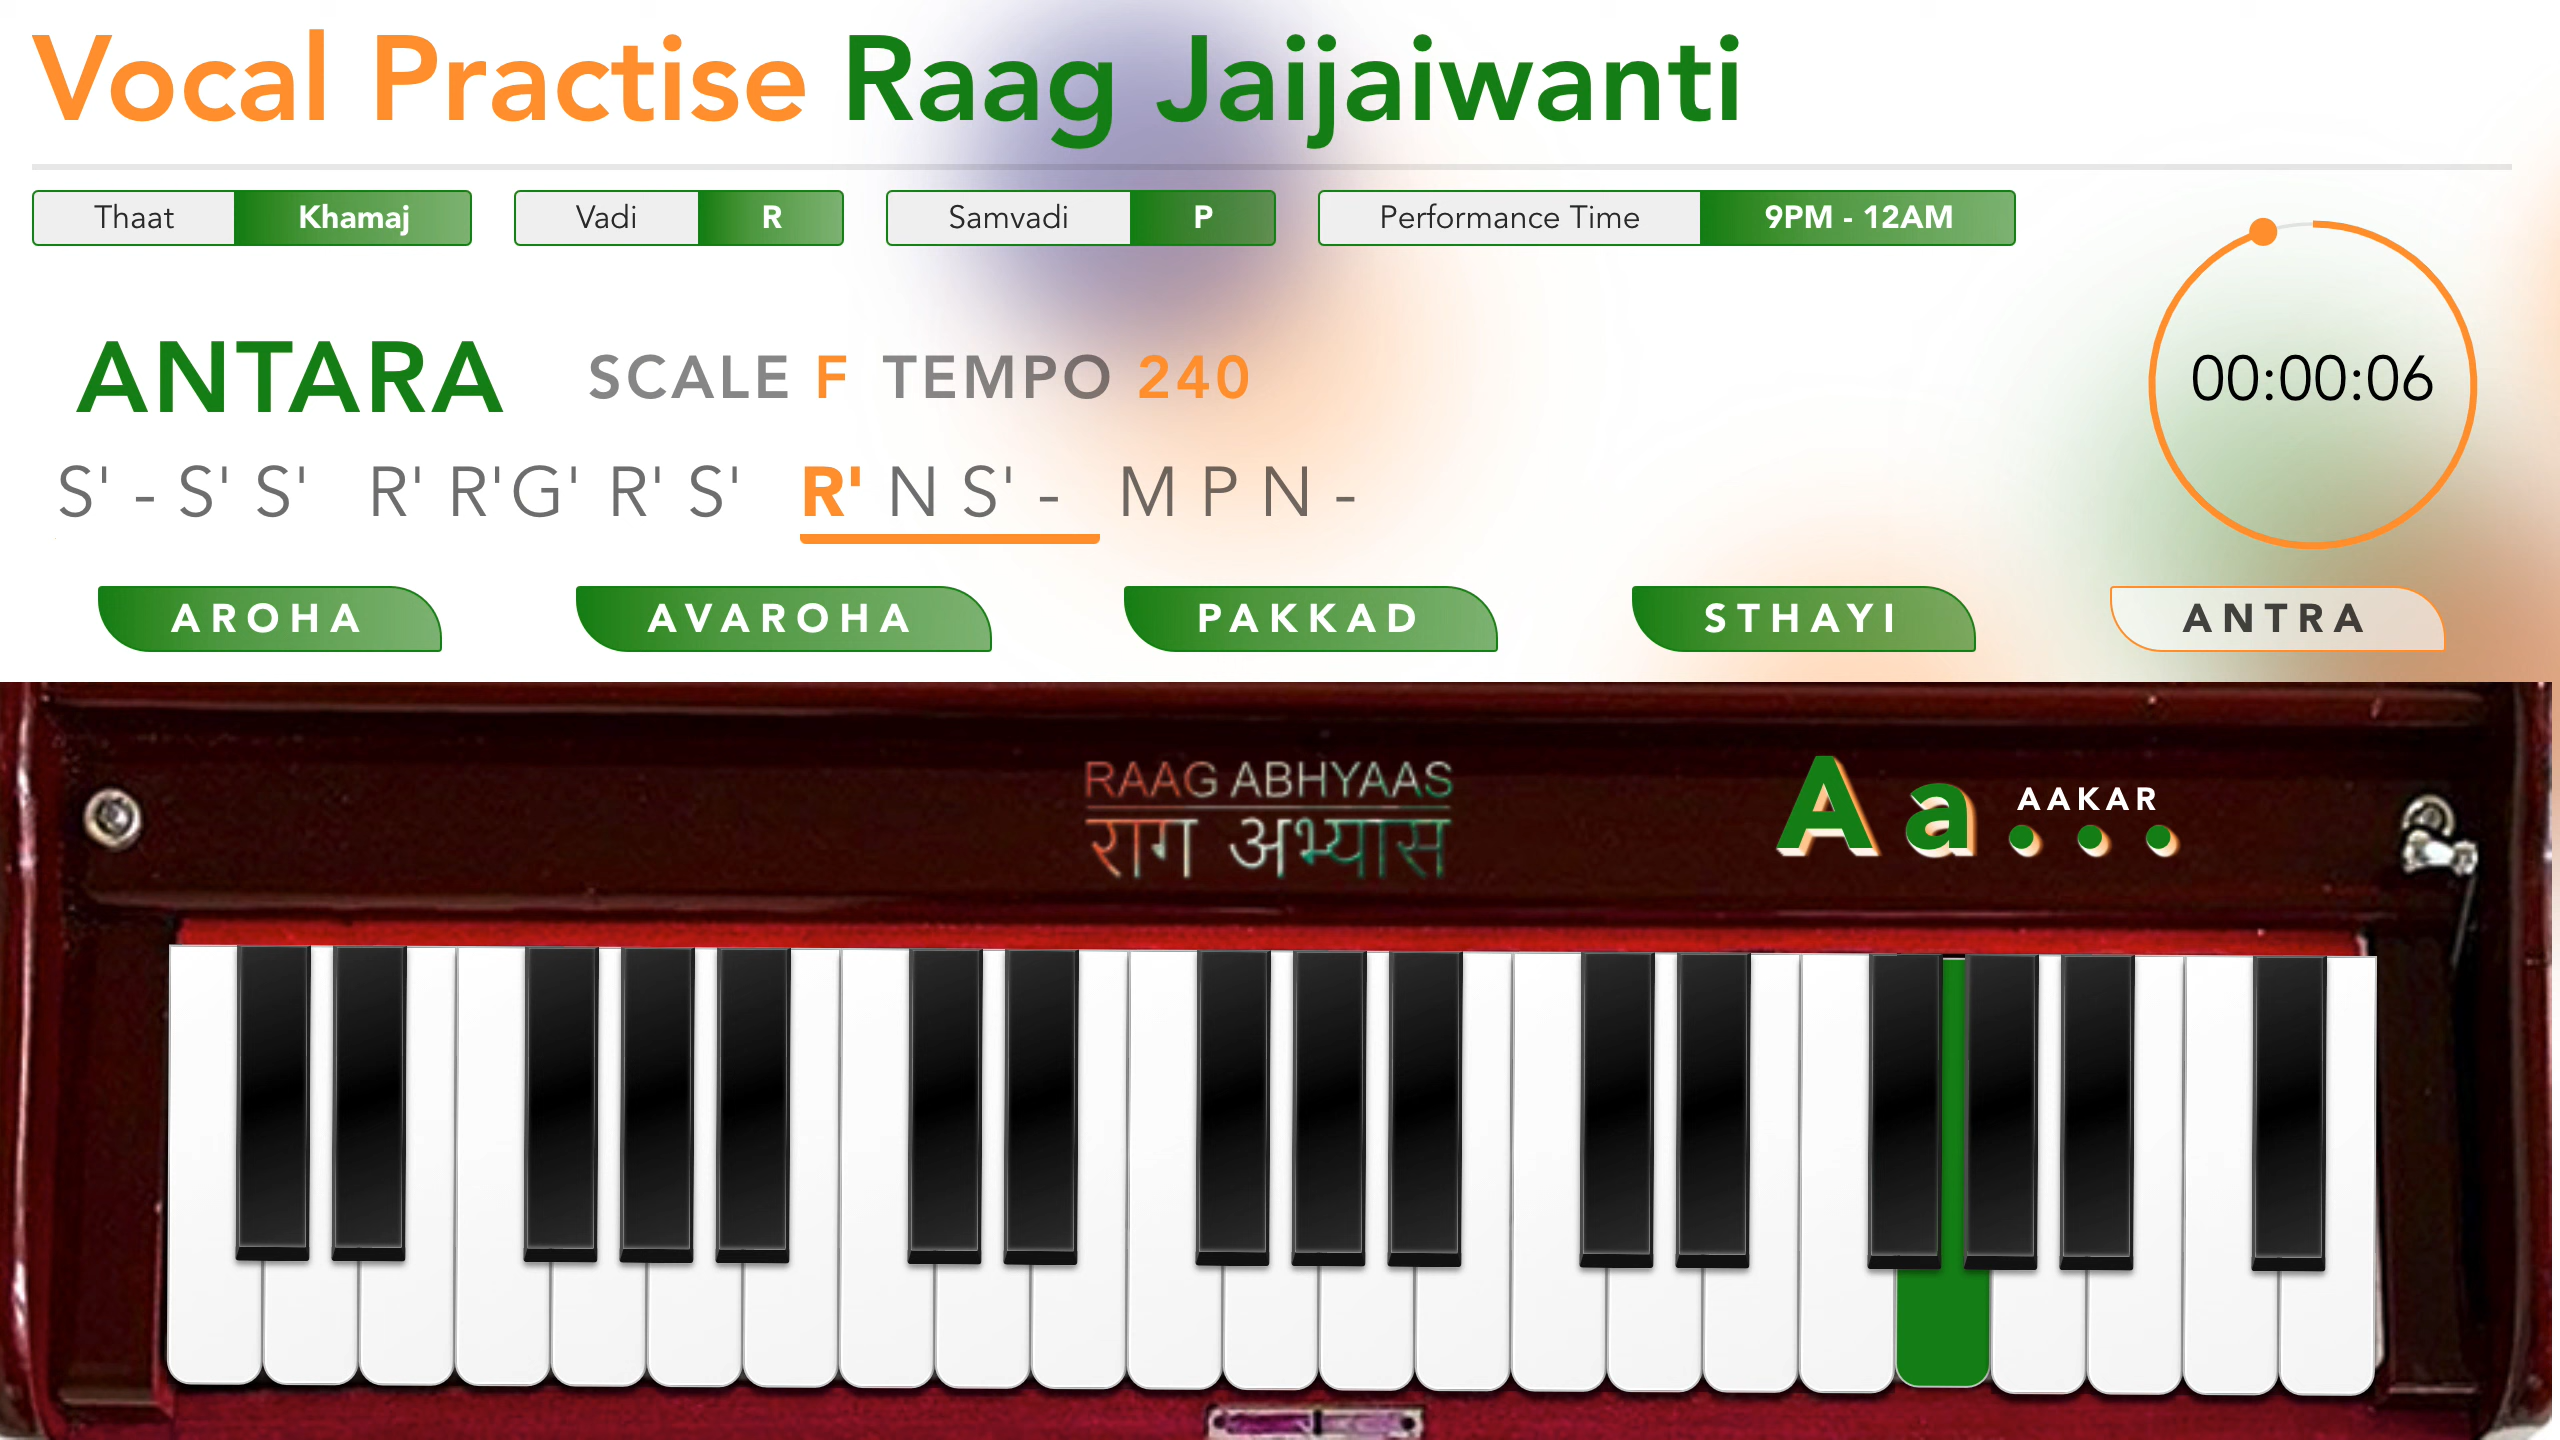 Vocal Practise Raag Jaijaiwanti
Thaat Khamaj Vadi R Samvadi P Performance Time 9PM - 12AM
ANTARA SCALE F TEMPO 240
00:00:06
S' - S' S' R' R'G' R' S' R' N S' - M P N -
AROHA AVAROHA PAKKAD STHAYI ANTRA
RAAG ABHYAAS
राग अभ्यास
A a . . . AAKAR